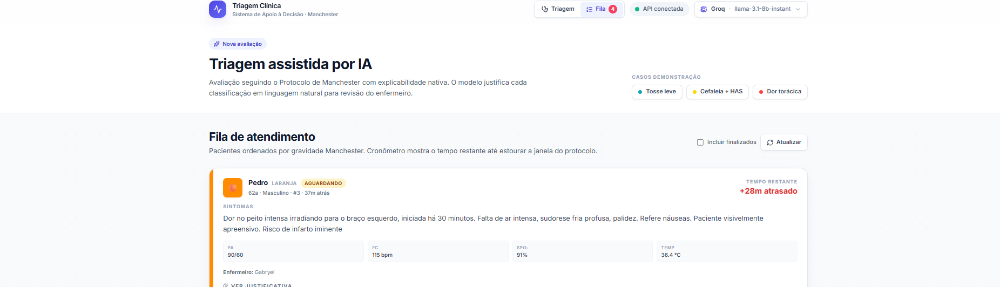 Triagem Clínica
Sistema de Apoio à Decisão · Manchester
Triagem
Fila 4
API conectada
Groq · llama-3.1-8b-instant
Nova avaliação
Triagem assistida por IA
Avaliação seguindo o Protocolo de Manchester com explicabilidade nativa. O modelo justifica cada
classificação em linguagem natural para revisão do enfermeiro.
CASOS DEMONSTRAÇÃO
Tosse leve
Cefaleia + HAS
Dor torácica
Fila de atendimento
Pacientes ordenados por gravidade Manchester. Cronômetro mostra o tempo restante até estourar a janela do protocolo.
Incluir finalizados
Atualizar
Pedro LARANJA AGUARDANDO
62a · Masculino · #3 · 37m atrás
TEMPO RESTANTE
+28m atrasado
SINTOMAS
Dor no peito intensa irradiando para o braço esquerdo, iniciada há 30 minutos. Falta de ar intensa, sudorese fria profusa, palidez. Refere náuseas. Paciente visivelmente
apreensivo. Risco de infarto iminente
PA
90/60
FC
115 bpm
SPO₂
91%
TEMP
36.4 °C
Enfermeiro: Gabryel
VER JUSTIFICATIVA